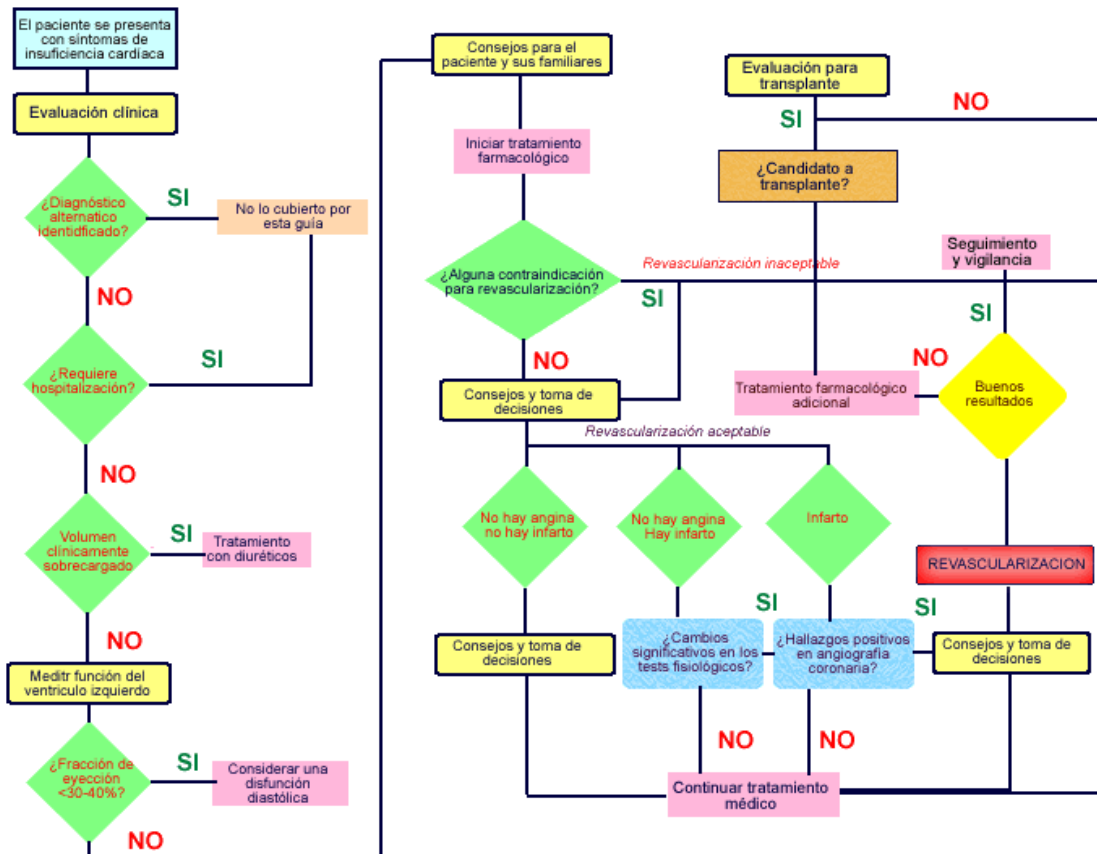 El paciente se presenta
con síntomas de
insuficiencia cardíaca
Evaluación clínica
¿Diagnóstico
alternatico
identidficado?
SI
No lo cubierto por
esta guía
NO
¿Requiere
hospitalización?
SI
NO
Volumen
clínicamente
sobrecargado
SI
Tratamiento
con diuréticos
NO
Meditr función del
ventriculo izquierdo
¿Fracción de
eyección
<30-40%?
SI
Considerar una
disfunción
diastólica
NO
Consejos para el
paciente y sus familiares
Iniciar tratamiento
farmacológico
¿Alguna contraindicación
para revascularización?
Revascularzación inaceptable
SI
NO
Consejos y toma de
decisiones
Revascularización aceptable
No hay angina
no hay infarto
No hay angina
Hay infarto
Infarto
Consejos y toma de
decisiones
¿Cambios
significativos en los
tests fisiológicos?
SI
¿Hallazgos positivos
en angiografía
coronaria?
SI
Consejos y toma de
decisiones
NO
NO
Continuar tratamiento
médico
Evaluación para
transplante
SI
NO
¿Candidato a
transplante?
Seguimiento
y vigilancia
SI
NO
Tratamiento farmacológico
adicional
Buenos
resultados
REVASCULARIZACION